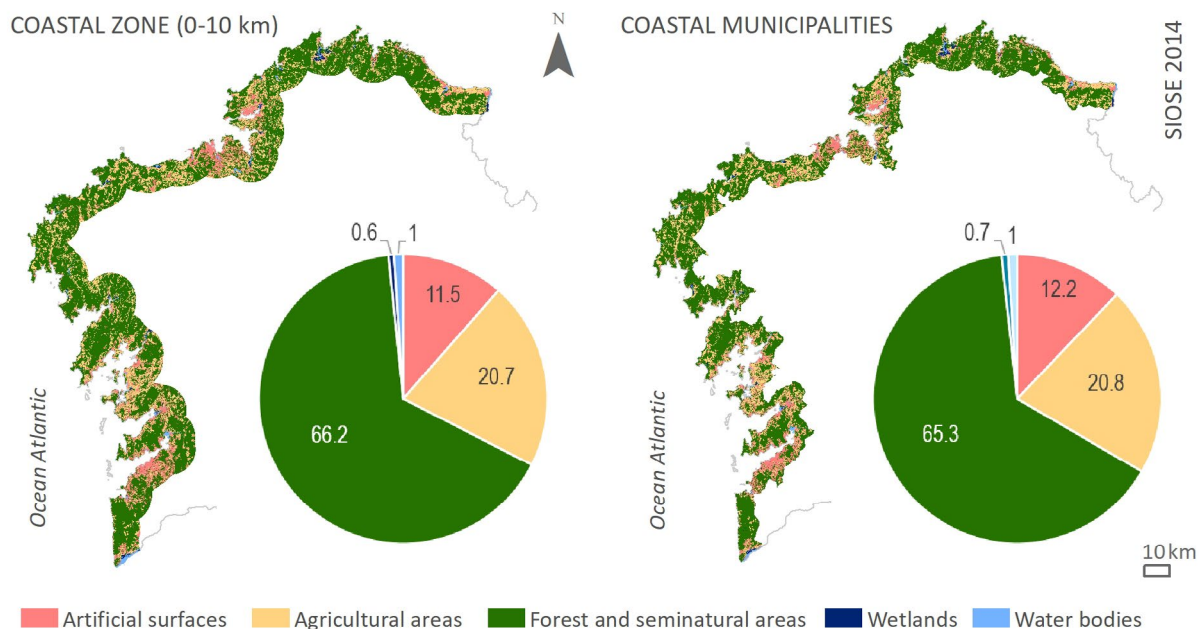 COASTAL ZONE (0-10 km)
N
COASTAL MUNICIPALITIES
SIOSE 2014
0.6
1
11.5
20.7
66.2
Ocean Atlantic
0.7
1
12.2
20.8
65.3
Ocean Atlantic
10 km
Artificial surfaces
Agricultural areas
Forest and seminatural areas
Wetlands
Water bodies